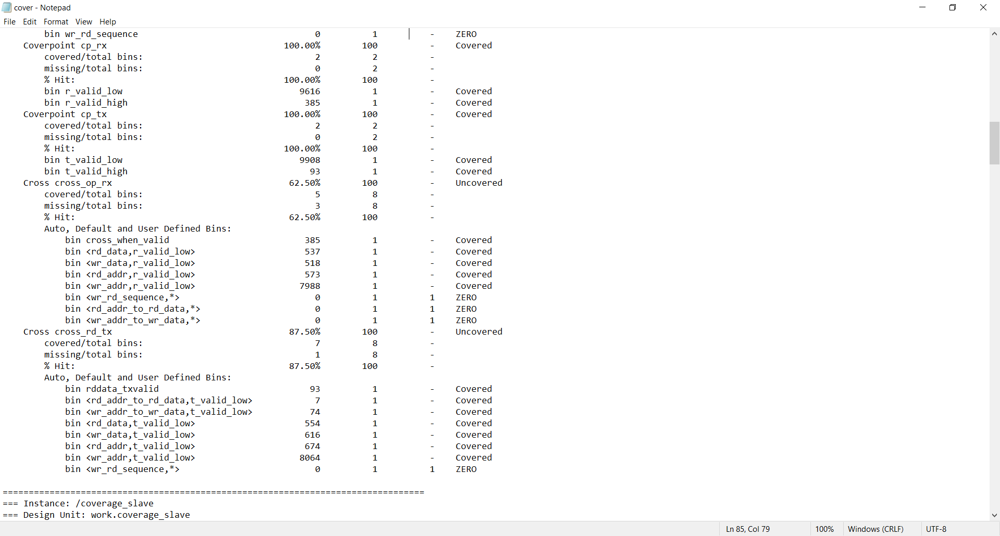 cover - Notepad
File Edit Format View Help
bin wr_rd_sequence 0 1 - ZERO
Coverpoint cp_rx 100.00% 100 - Covered
covered/total bins: 2 2 -
missing/total bins: 0 2 -
% Hit: 100.00% 100 -
bin r_valid_low 9616 1 - Covered
bin r_valid_high 385 1 - Covered
Coverpoint cp_tx 100.00% 100 - Covered
covered/total bins: 2 2 -
missing/total bins: 0 2 -
% Hit: 100.00% 100 -
bin t_valid_low 9908 1 - Covered
bin t_valid_high 93 1 - Covered
Cross cross_op_rx 62.50% 100 - Uncovered
covered/total bins: 5 8 -
missing/total bins: 3 8 -
% Hit: 62.50% 100 -
Auto, Default and User Defined Bins:
bin cross_when_valid 385 1 - Covered
bin <rd_data,r_valid_low> 537 1 - Covered
bin <wr_data,r_valid_low> 518 1 - Covered
bin <rd_addr,r_valid_low> 573 1 - Covered
bin <wr_addr,r_valid_low> 7988 1 - Covered
bin <wr_rd_sequence,*> 0 1 1 ZERO
bin <rd_addr_to_rd_data,*> 0 1 1 ZERO
bin <wr_addr_to_wr_data,*> 0 1 1 ZERO
Cross cross_rd_tx 87.50% 100 - Uncovered
covered/total bins: 7 8 -
missing/total bins: 1 8 -
% Hit: 87.50% 100 -
Auto, Default and User Defined Bins:
bin rddata_txvalid 93 1 - Covered
bin <rd_addr_to_rd_data,t_valid_low> 7 1 - Covered
bin <wr_addr_to_wr_data,t_valid_low> 74 1 - Covered
bin <rd_data,t_valid_low> 554 1 - Covered
bin <wr_data,t_valid_low> 616 1 - Covered
bin <rd_addr,t_valid_low> 674 1 - Covered
bin <wr_addr,t_valid_low> 8064 1 - Covered
bin <wr_rd_sequence,*> 0 1 1 ZERO
=================================================================================
=== Instance: /coverage_slave
=== Design Unit: work.coverage_slave
Ln 85, Col 79 100% Windows (CRLF) UTF-8